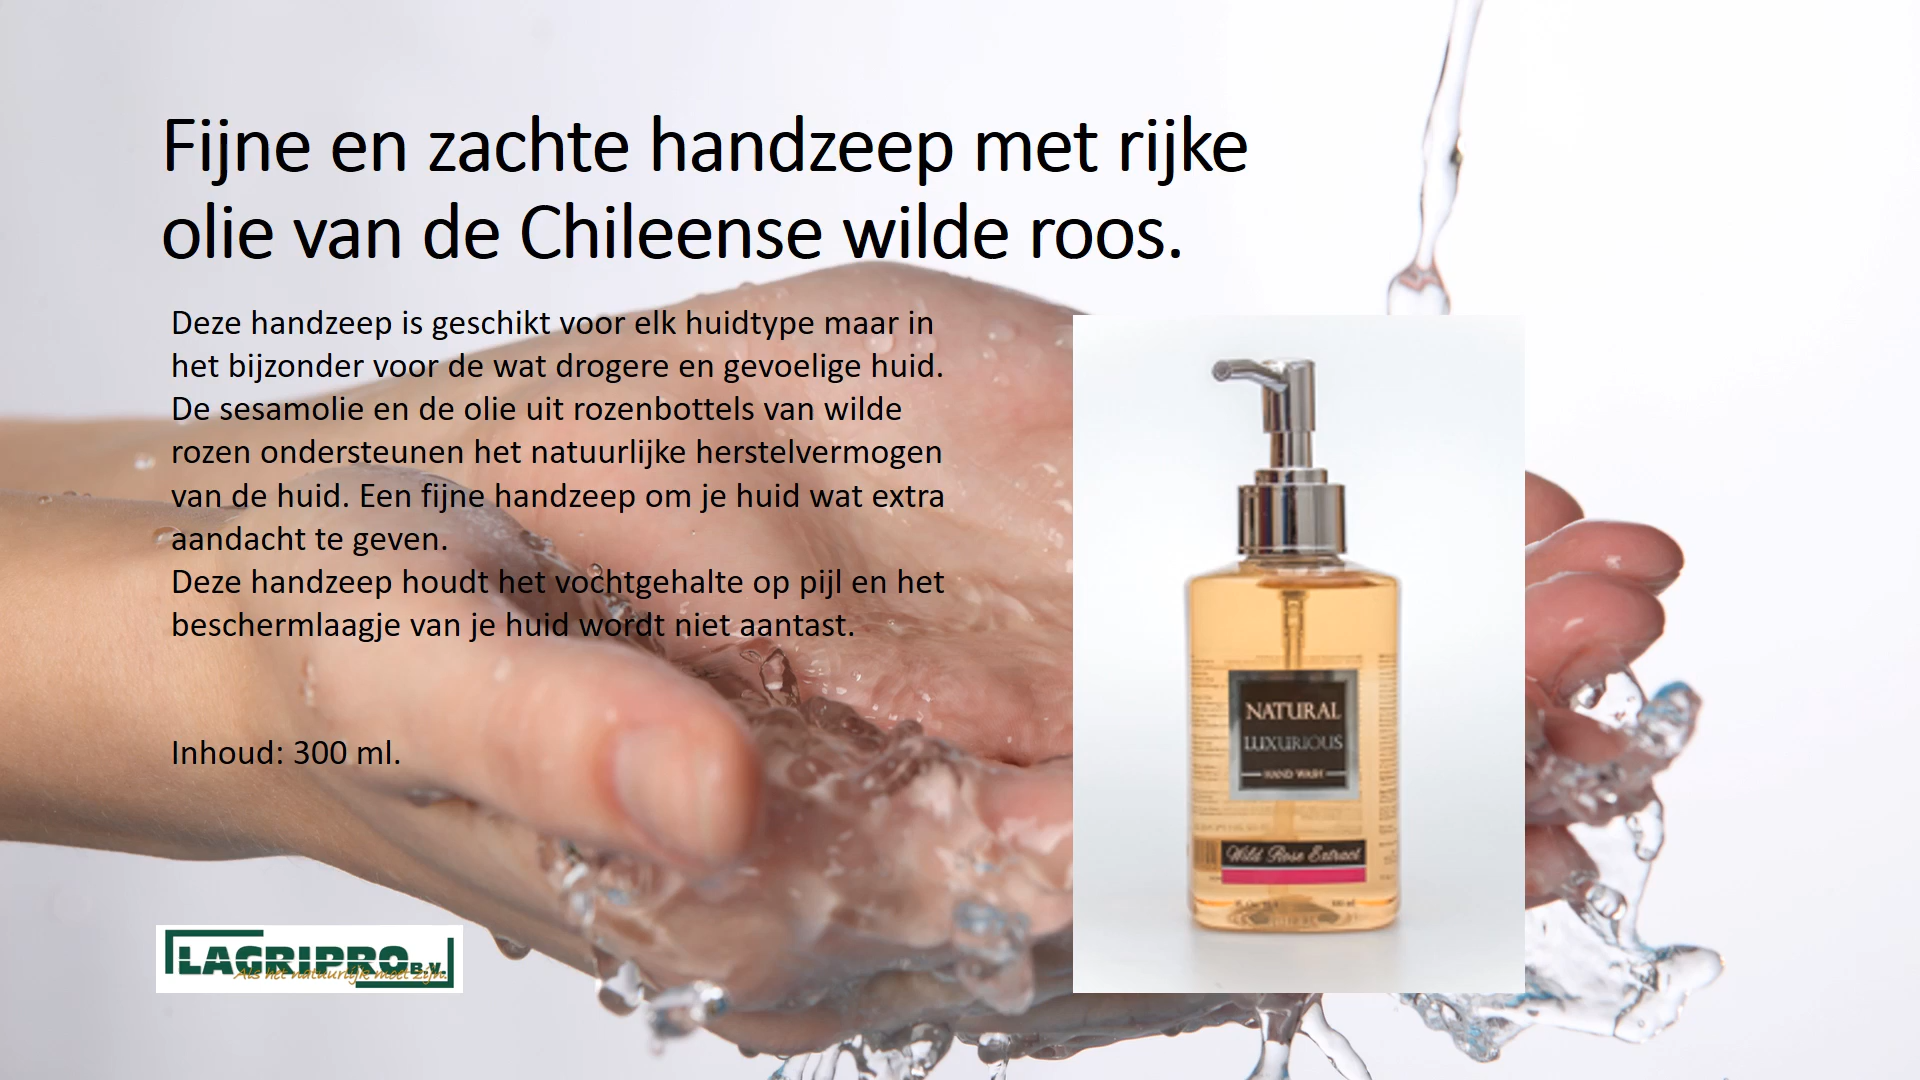 Fijne en zachte handzeep met rijke
olie van de Chileense wilde roos.
Deze handzeep is geschikt voor elk huidtype maar in
het bijzonder voor de wat drogere en gevoelige huid.
De sesamolie en de olie uit rozenbottels van wilde
rozen ondersteunen het natuurlijke herstelvermogen
van de huid. Een fijne handzeep om je huid wat extra
aandacht te geven.
Deze handzeep houdt het vochtgehalte op pijl en het
beschermlaagje van je huid wordt niet aantast.
Inhoud: 300 ml.
NATURAL
LUXURIOUS
HAND WASH
Wild Rose Extract
LAGRIPRO B.V.
Als het natuurlijk moet zijn.